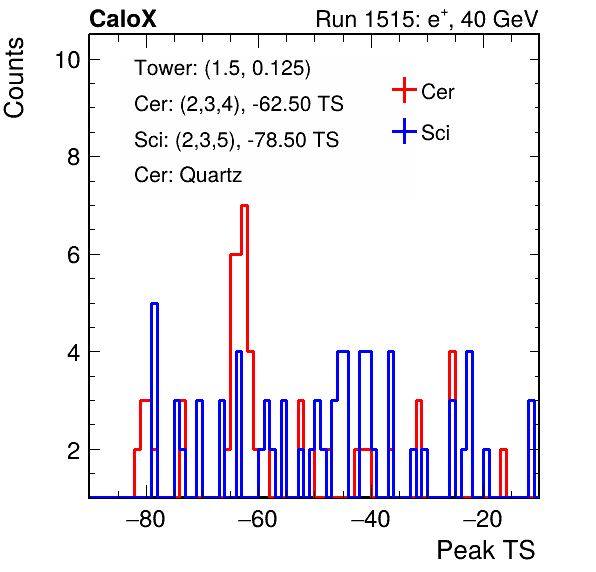 CaloX
Run 1515: e⁺, 40 GeV
Counts
Tower: (1.5, 0.125)
Cer: (2,3,4), -62.50 TS
Sci: (2,3,5), -78.50 TS
Cer: Quartz
Cer
Sci
10
8
6
4
2
−80 −60 −40 −20
Peak TS